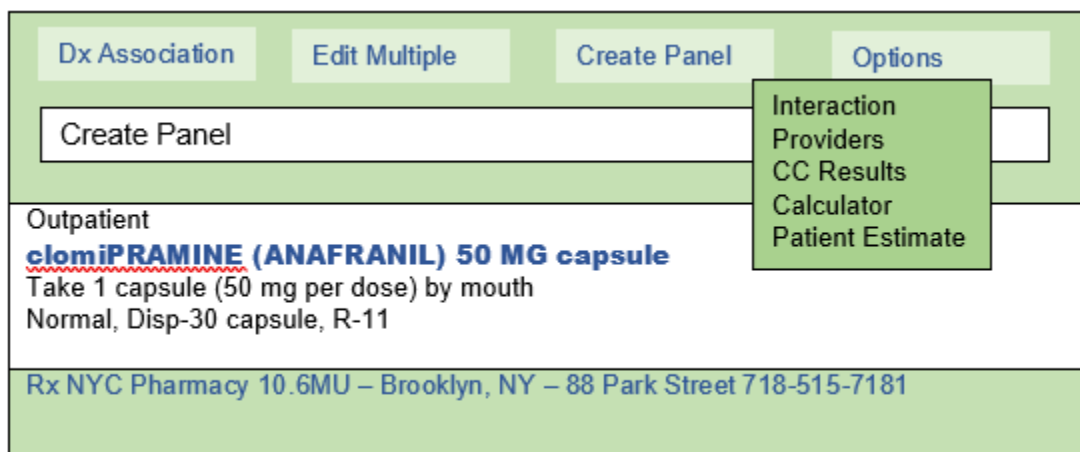 Dx Association
Edit Multiple
Create Panel
Options
Interaction
Providers
CC Results
Calculator
Patient Estimate
Create Panel
Outpatient
clomiPRAMINE (ANAFRANIL) 50 MG capsule
Take 1 capsule (50 mg per dose) by mouth
Normal, Disp-30 capsule, R-11
Rx NYC Pharmacy 10.6MU – Brooklyn, NY – 88 Park Street 718-515-7181